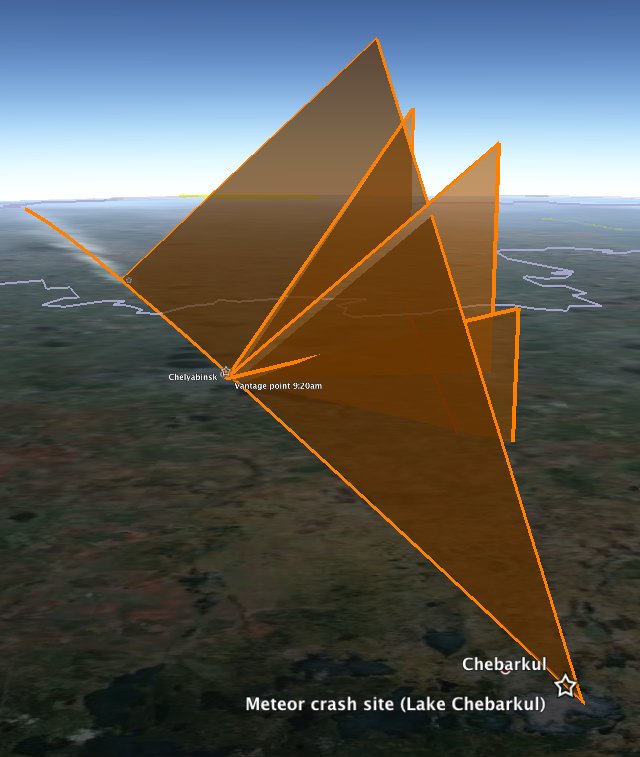 Chelyabinsk
Vantage point 9:20am
Chebarkul
Meteor crash site (Lake Chebarkul)